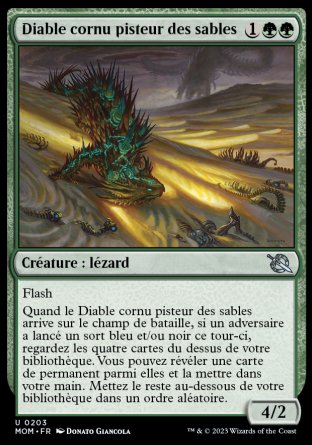 Diable cornu pisteur des sables 1
Créature : lézard
Flash
Quand le Diable cornu pisteur des sables
arrive sur le champ de bataille, si un adversaire
a lancé un sort bleu et/ou noir ce tour-ci,
regardez les quatre cartes du dessus de votre
bibliothèque. Vous pouvez révéler une
carte de permanent parmi elles et la mettre
dans votre main. Mettez le reste au-dessous de votre
bibliothèque dans un ordre aléatoire.
4/2
U 0203
MOM • FR DONATO GIANCOLA
™ & © 2023 Wizards of the Coast